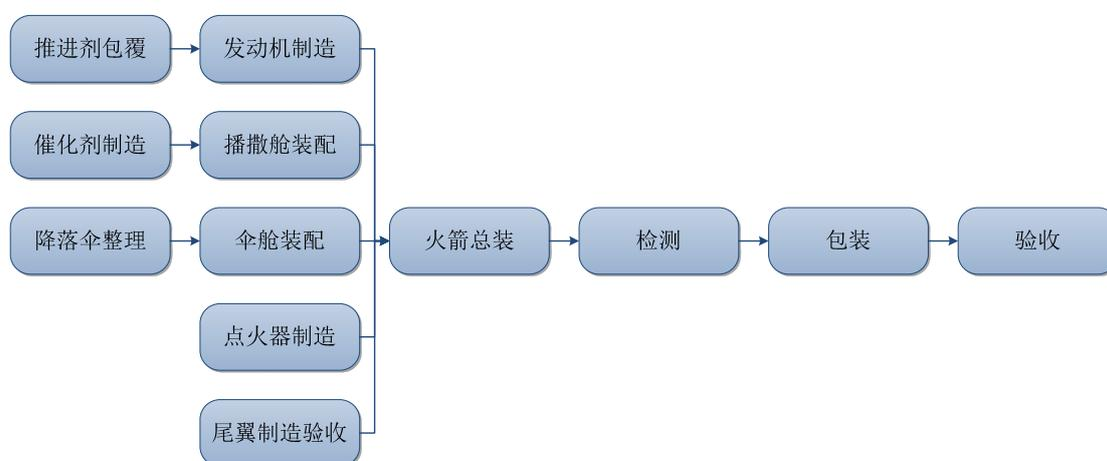 推进剂包覆
发动机制造
催化剂制造
播撒舱装配
降落伞整理
伞舱装配
火箭总装
检测
包装
验收
点火器制造
尾翼制造验收